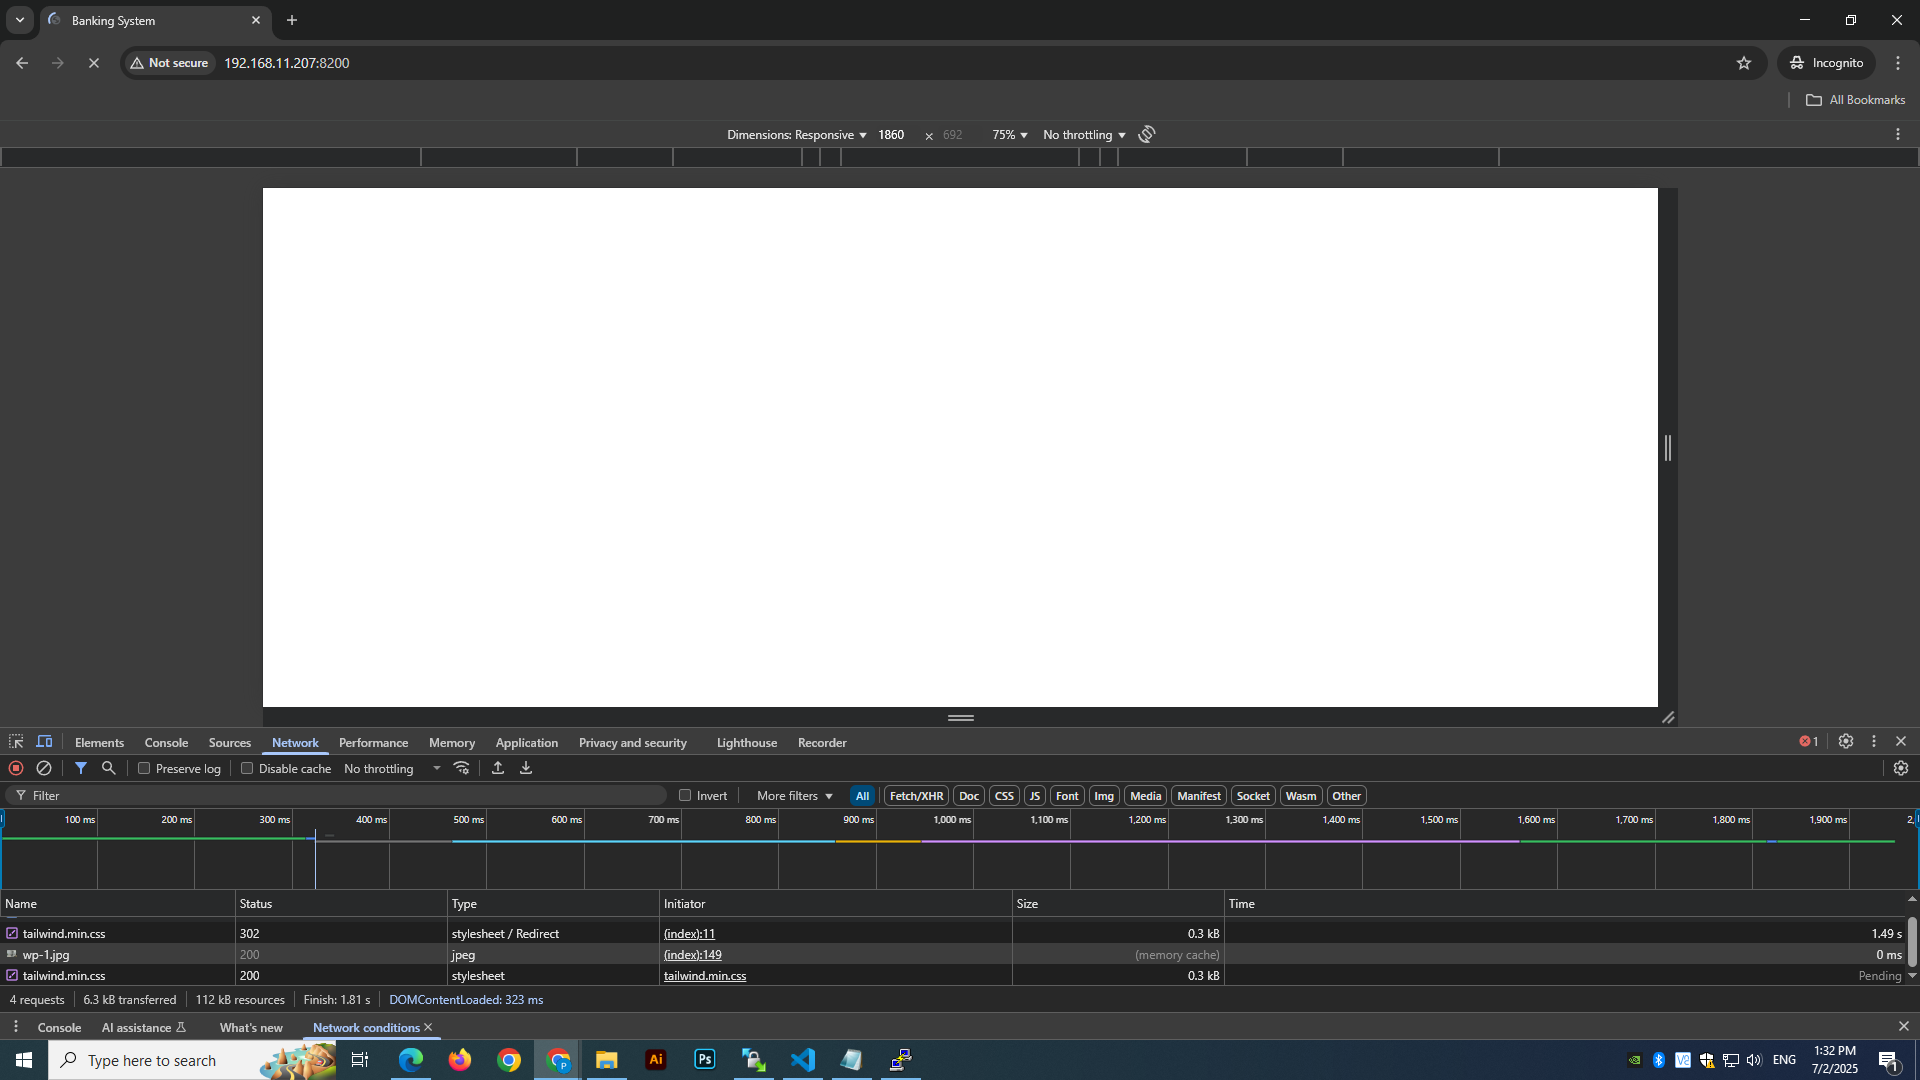 Banking System
Not secure
192.168.11.207:8200
Incognito
All Bookmarks
Dimensions: Responsive 1860 × 692 75% No throttling
Elements Console Sources Network Performance Memory Application Privacy and security Lighthouse Recorder 1
Preserve log Disable cache No throttling
Filter Invert More filters All Fetch/XHR Doc CSS JS Font Img Media Manifest Socket Wasm Other
100 ms 200 ms 300 ms 400 ms 500 ms 600 ms 700 ms 800 ms 900 ms 1,000 ms 1,100 ms 1,200 ms 1,300 ms 1,400 ms 1,500 ms 1,600 ms 1,700 ms 1,800 ms 1,900 ms 2,
Name Status Type Initiator Size Time
tailwind.min.css 302 stylesheet / Redirect (index):11 0.3 kB 1.49 s
wp-1.jpg 200 jpeg (index):149 (memory cache) 0 ms
tailwind.min.css 200 stylesheet tailwind.min.css 0.3 kB Pending
4 requests 6.3 kB transferred 112 kB resources Finish: 1.81 s DOMContentLoaded: 323 ms
Console AI assistance What's new Network conditions
Type here to search
P
Ai
Ps
V2
ENG
1:32 PM
7/2/2025
1